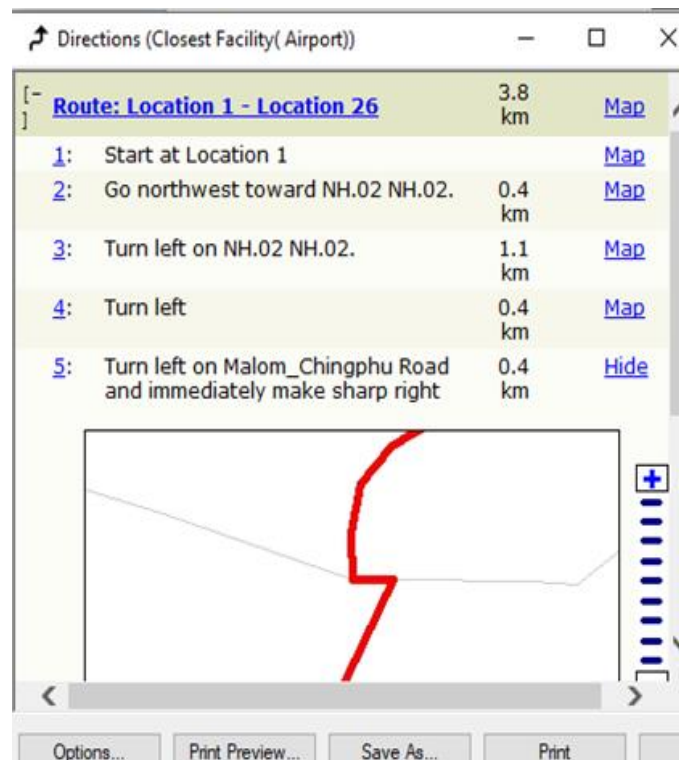 Directions (Closest Facility( Airport))
[-
]
Route: Location 1 - Location 26
3.8
km
Map
1: Start at Location 1
Map
2: Go northwest toward NH.02 NH.02.
0.4
km
Map
3: Turn left on NH.02 NH.02.
1.1
km
Map
4: Turn left
0.4
km
Map
5: Turn left on Malom_Chingphu Road
and immediately make sharp right
0.4
km
Hide
Options... Print Preview... Save As... Print